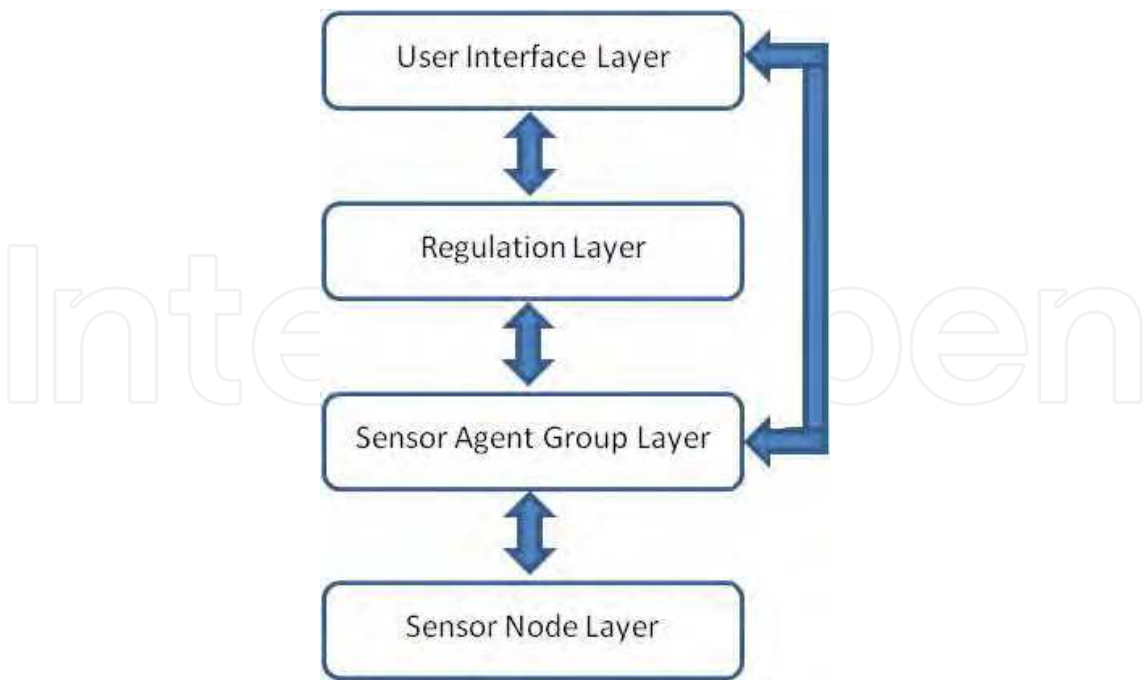 User Interface Layer
Regulation Layer
Sensor Agent Group Layer
Sensor Node Layer